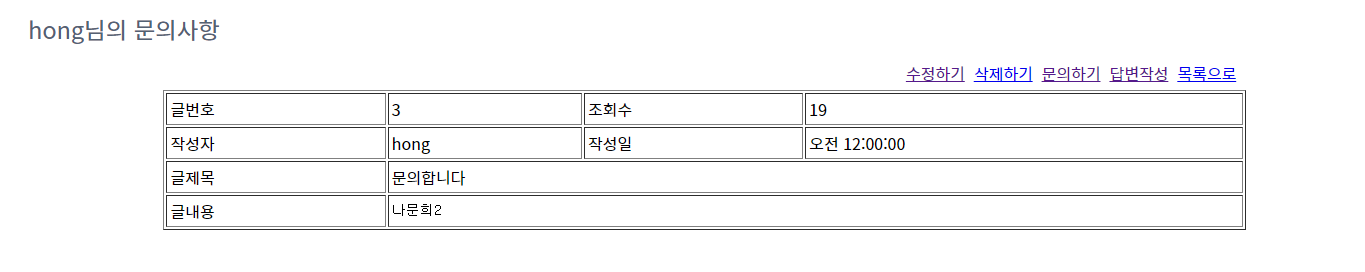 hong님의 문의사항
수정하기 삭제하기 문의하기 답변작성 목록으로
글번호 3 조회수 19
작성자 hong 작성일 오전 12:00:00
글제목 문의합니다
글내용 나문희2